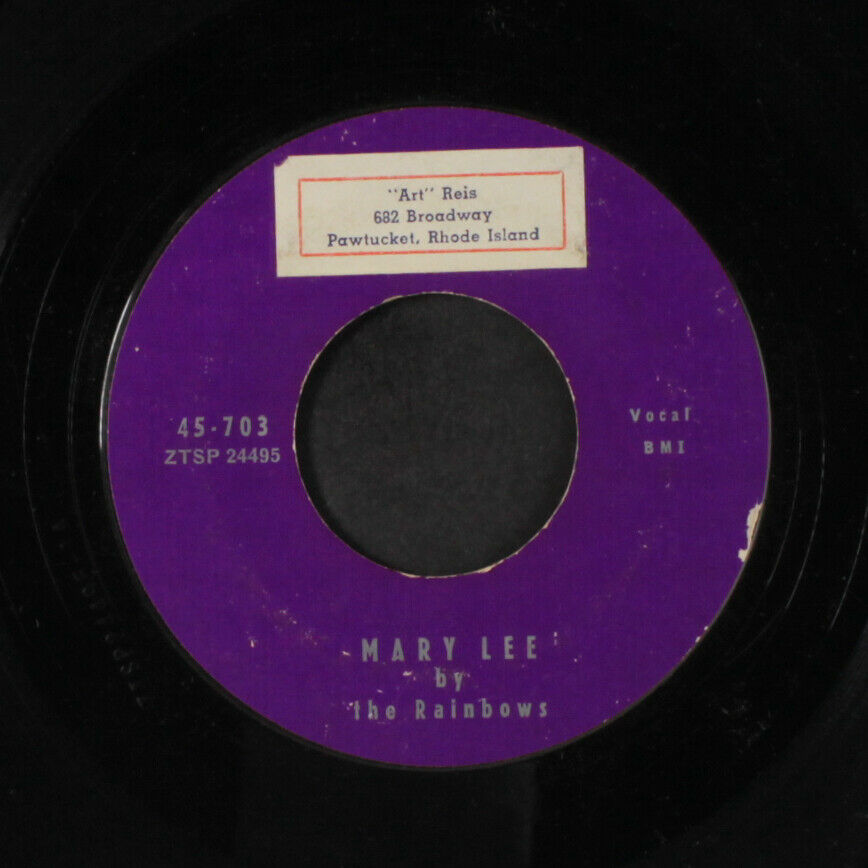 "Art" Reis
682 Broadway
Pawtucket, Rhode Island
45-703
ZTSP 24495
Vocal
BMI
MARY LEE
by
the Rainbows